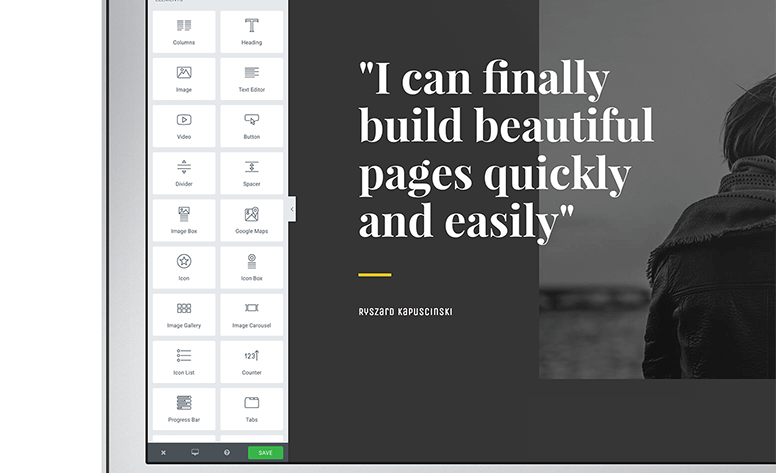 ELEMENTS
Columns
Heading
Image
Text Editor
Video
Button
Divider
Spacer
Image Box
Google Maps
Icon
Icon Box
Image Gallery
Image Carousel
Icon List
123
Counter
Progress Bar
Tabs
SAVE
"I can finally
build beautiful
pages quickly
and easily"
Ryszard Kapuscinski